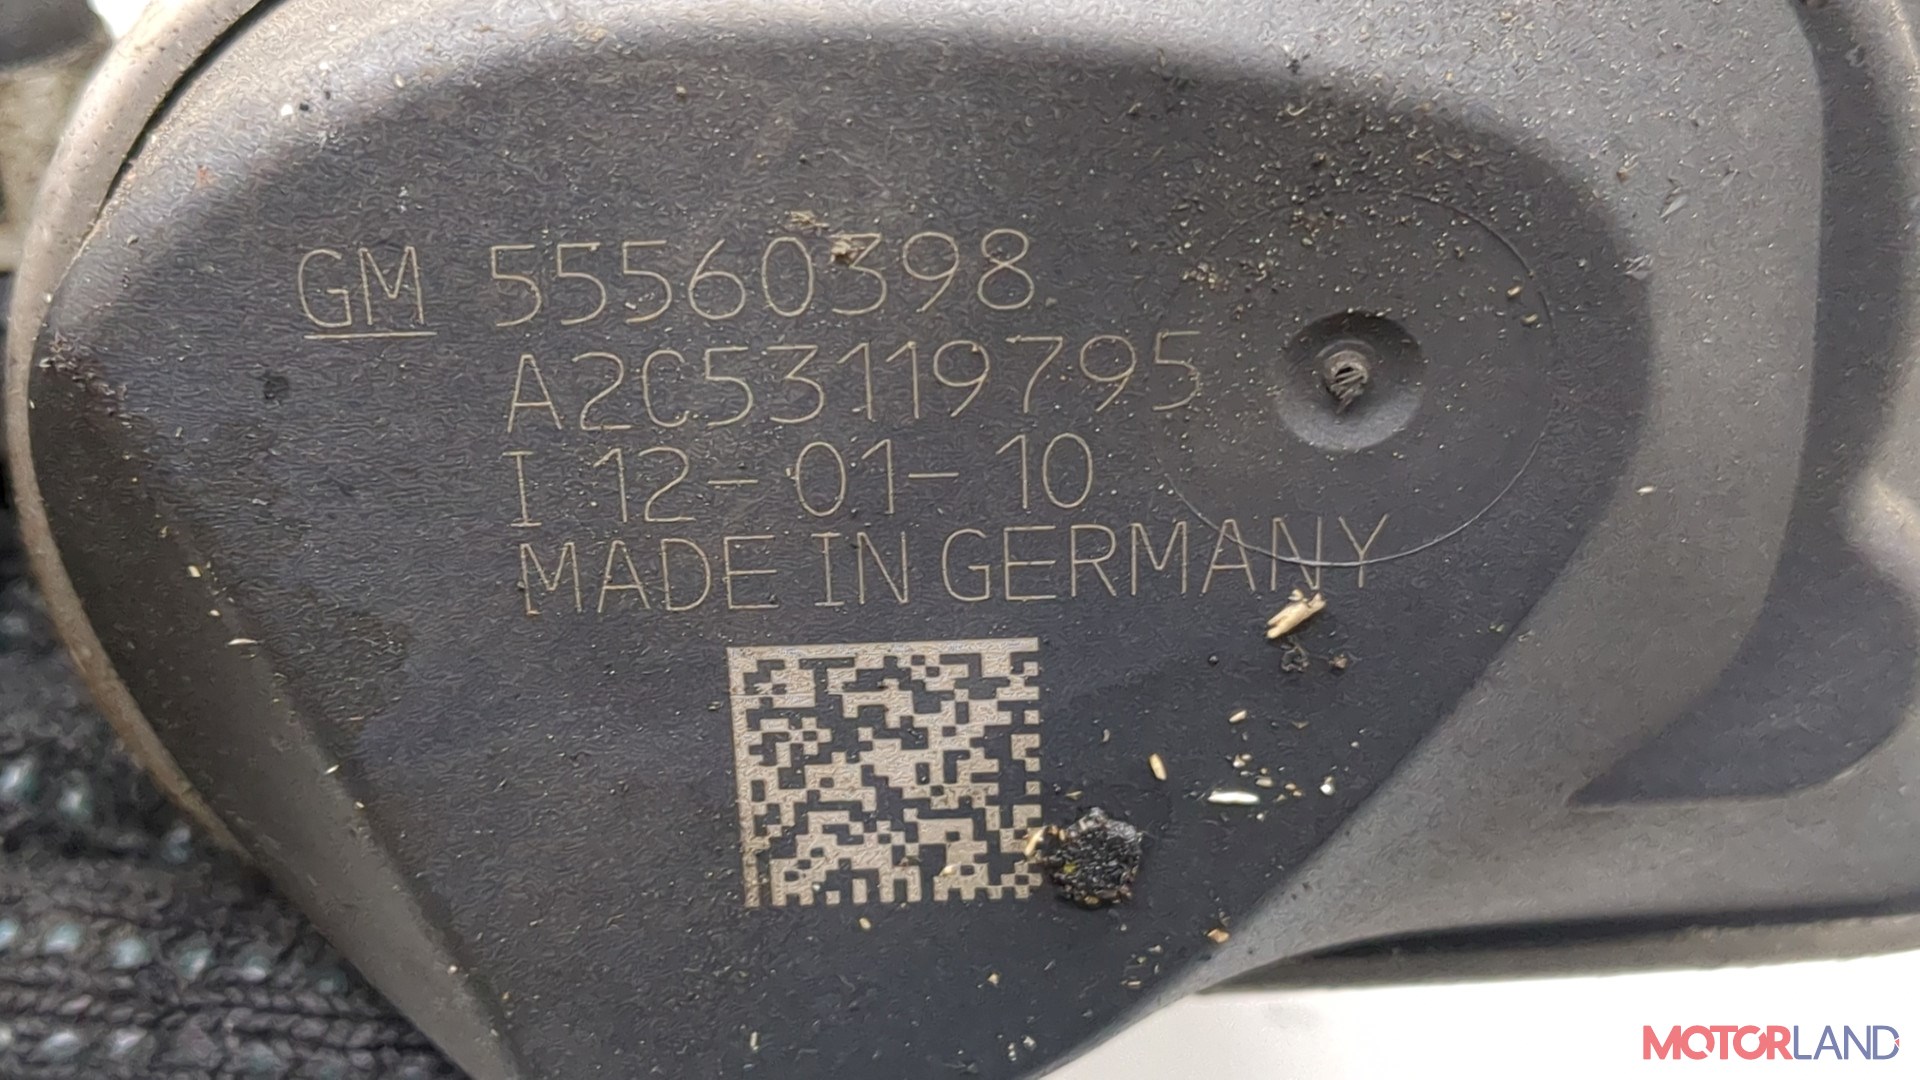 GM 55560398
A2C53119795
I 12-01-10
MADE IN GERMANY
MOTORLAND